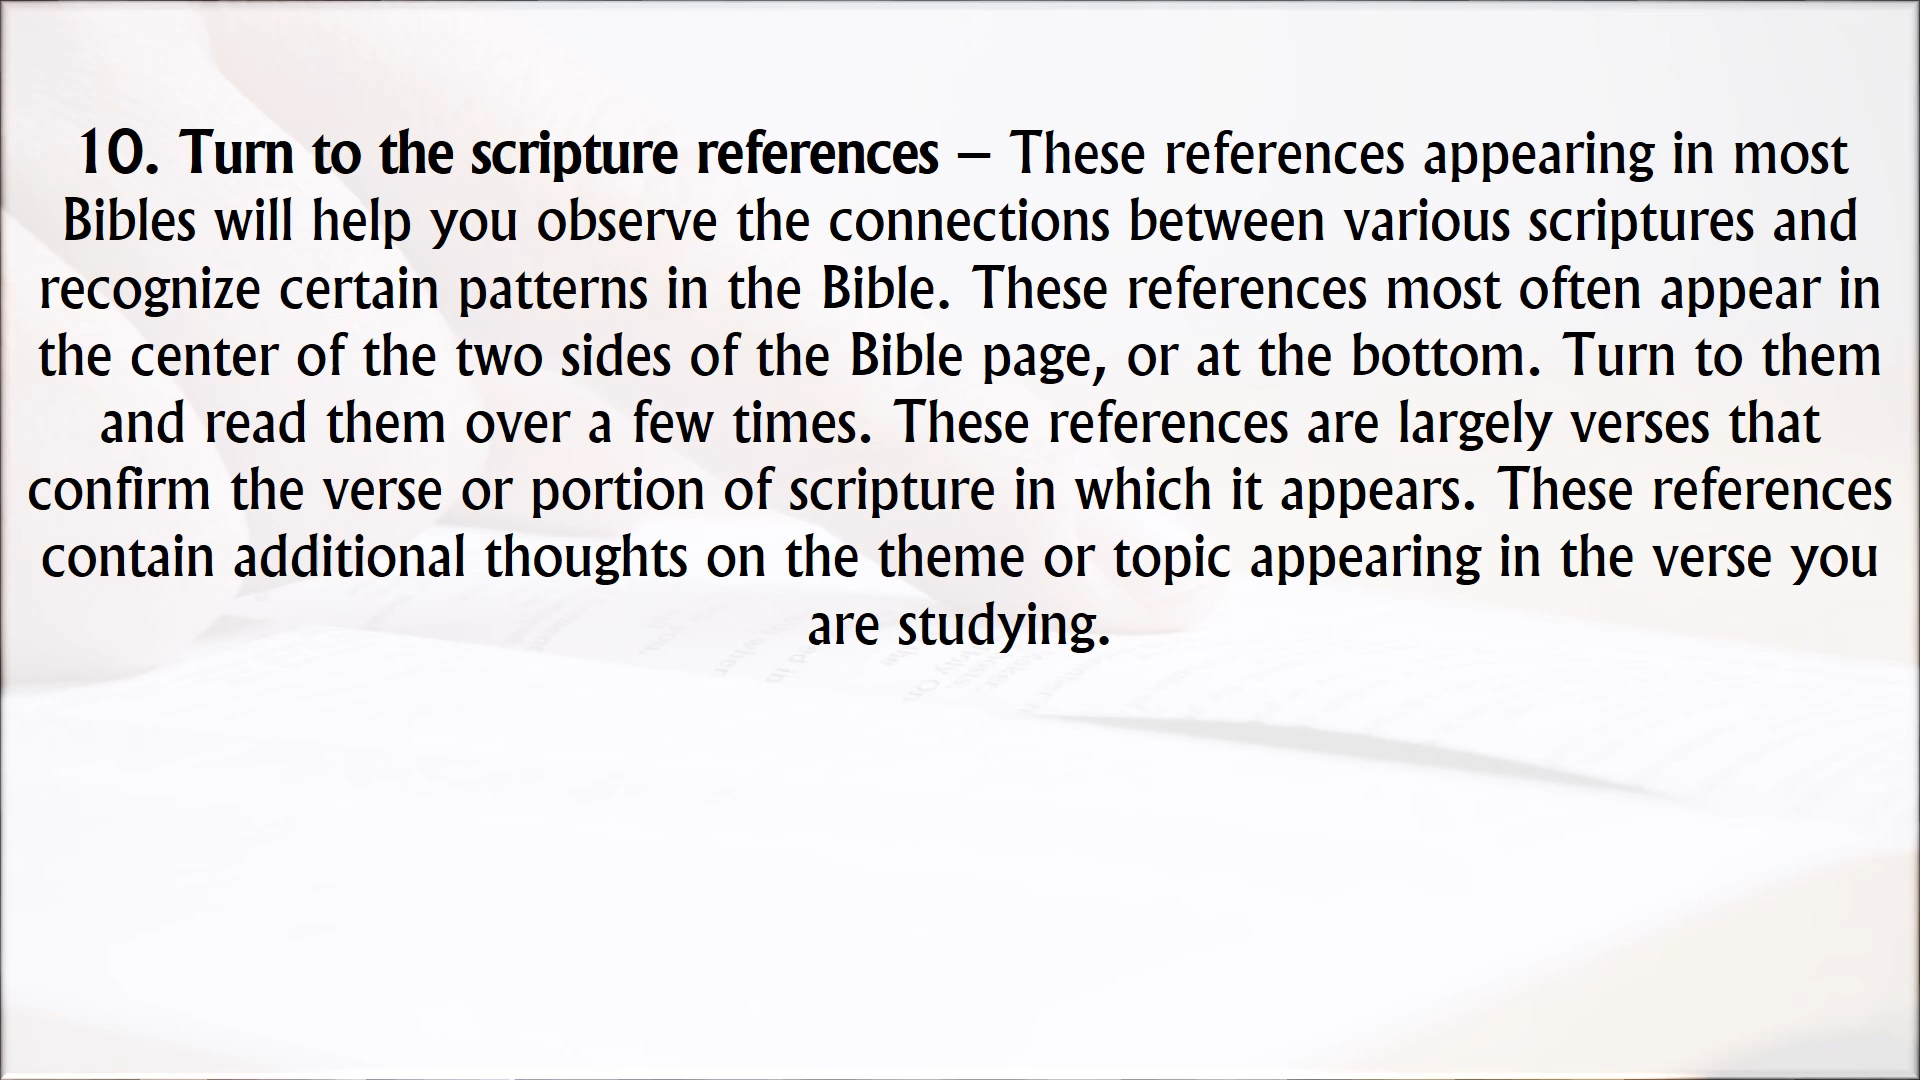 10. Turn to the scripture references – These references appearing in most
Bibles will help you observe the connections between various scriptures and
recognize certain patterns in the Bible. These references most often appear in
the center of the two sides of the Bible page, or at the bottom. Turn to them
and read them over a few times. These references are largely verses that
confirm the verse or portion of scripture in which it appears. These references
contain additional thoughts on the theme or topic appearing in the verse you
are studying.